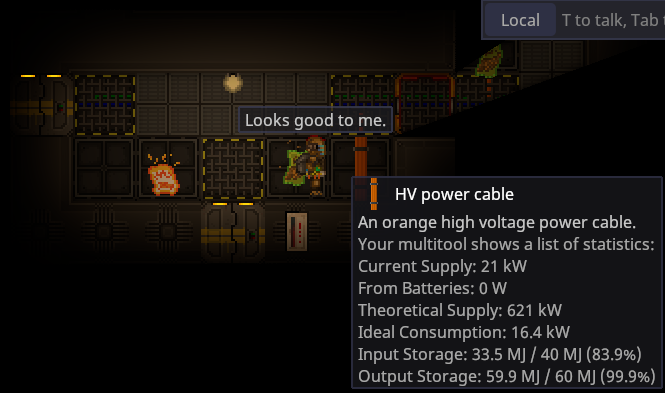 Local T to talk, Tab t
Looks good to me.
HV power cable
An orange high voltage power cable.
Your multitool shows a list of statistics:
Current Supply: 21 kW
From Batteries: 0 W
Theoretical Supply: 621 kW
Ideal Consumption: 16.4 kW
Input Storage: 33.5 MJ / 40 MJ (83.9%)
Output Storage: 59.9 MJ / 60 MJ (99.9%)